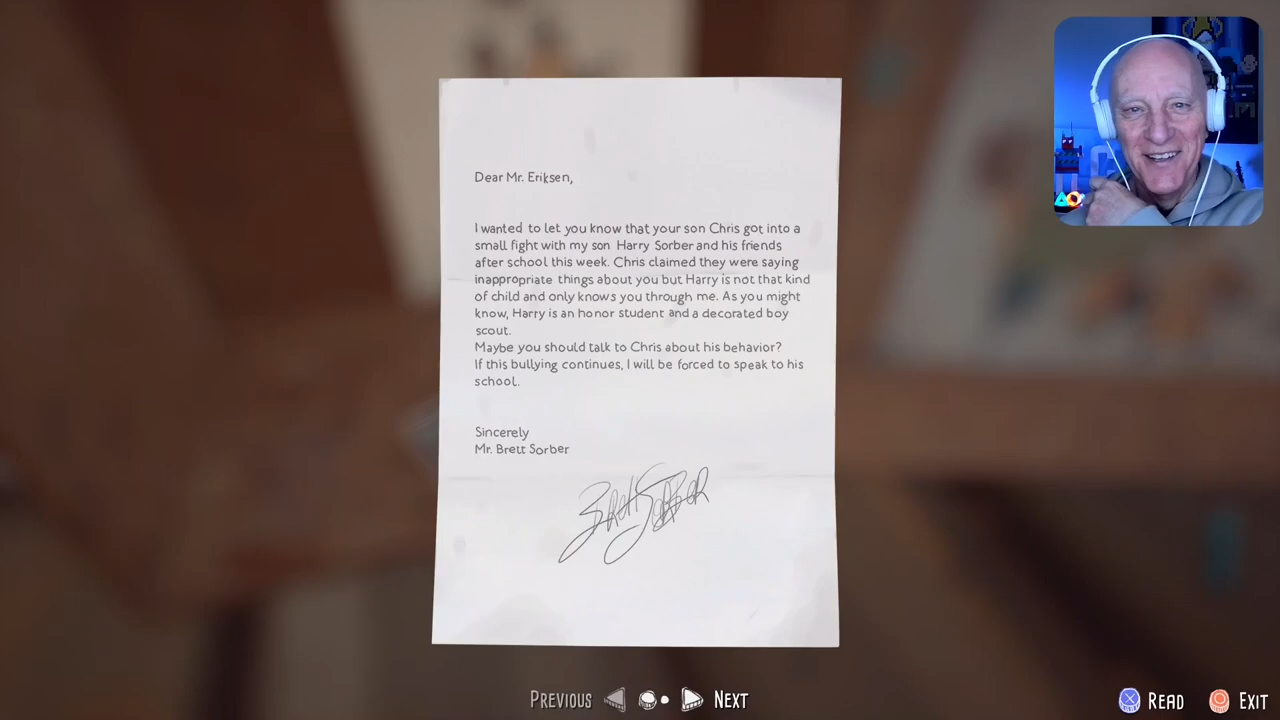 Dear Mr. Eriksen,
I wanted to let you know that your son Chris got into a
small fight with my son Harry Sorber and his friends
after school this week. Chris claimed they were saying
inappropriate things about you but Harry is not that kind
of child and only knows you through me. As you might
know, Harry is an honor student and a decorated boy
scout.
Maybe you should talk to Chris about his behavior?
If this bullying continues, I will be forced to speak to his
school.
Sincerely
Mr. Brett Sorber
Brett Sorber
Previous Next
Read Exit